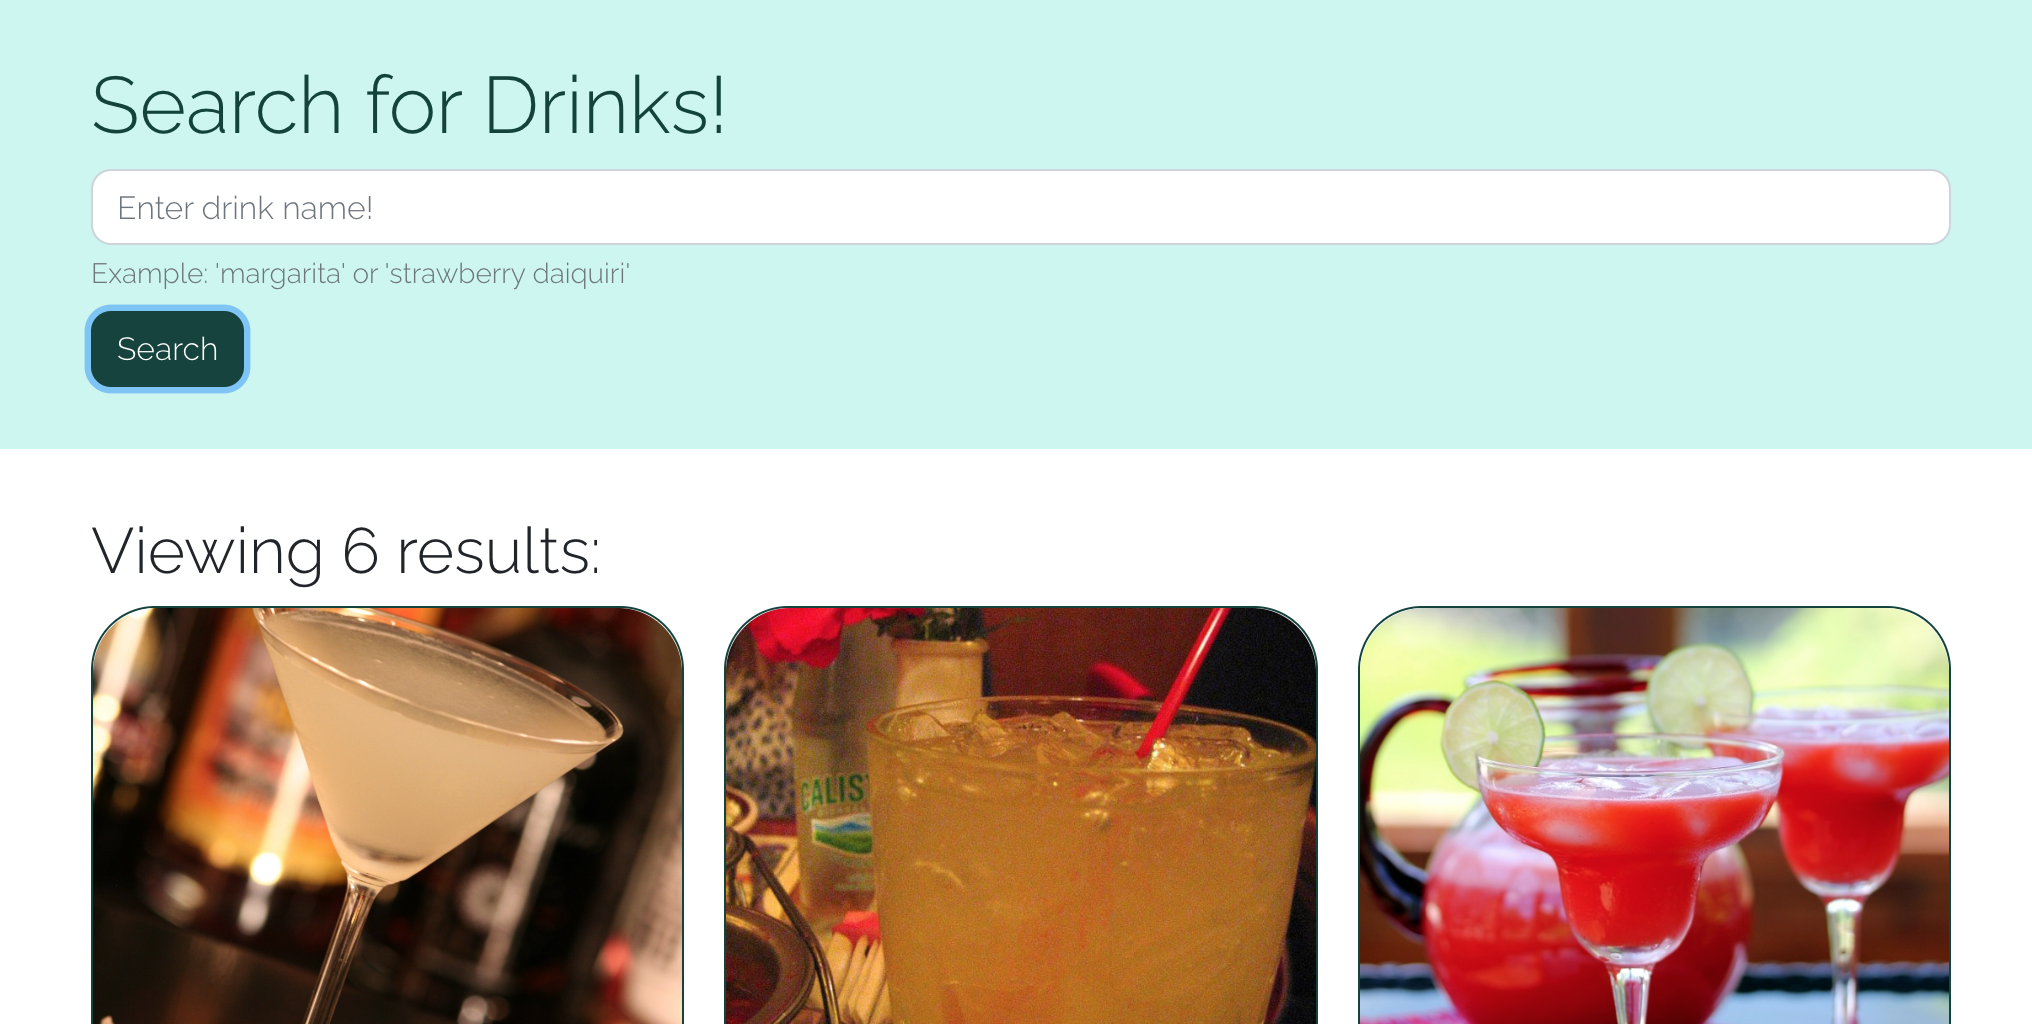 Search for Drinks!
Enter drink name!
Example: 'margarita' or 'strawberry daiquiri'
Search
Viewing 6 results:
CALIS